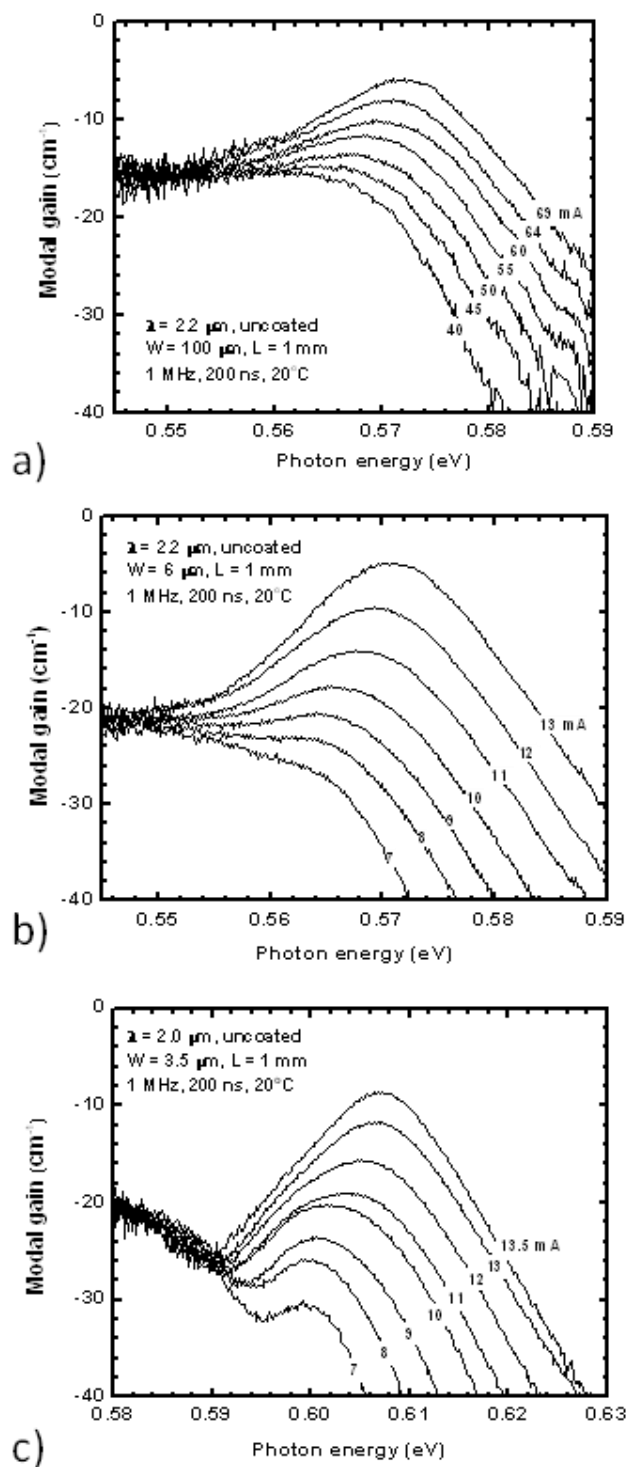 0
-10
-20
-30
-40
Modal gain (cm⁻¹)
λ = 2.2 µm, uncoated
W = 100 µm, L = 1 mm
1 MHz, 200 ns, 20°C
69 mA
64
60
55
50
45
40
0.55 0.56 0.57 0.58 0.59
Photon energy (eV)
a)
0
-10
-20
-30
-40
Modal gain (cm⁻¹)
λ = 2.2 µm, uncoated
W = 6 µm, L = 1 mm
1 MHz, 200 ns, 20°C
13 mA
12
11
10
9
8
7
0.55 0.56 0.57 0.58 0.59
Photon energy (eV)
b)
0
-10
-20
-30
-40
Modal gain (cm⁻¹)
λ = 2.0 µm, uncoated
W = 3.5 µm, L = 1 mm
1 MHz, 200 ns, 20°C
13.5 mA
13
12
11
10
9
8
7
0.58 0.59 0.60 0.61 0.62 0.63
Photon energy (eV)
c)